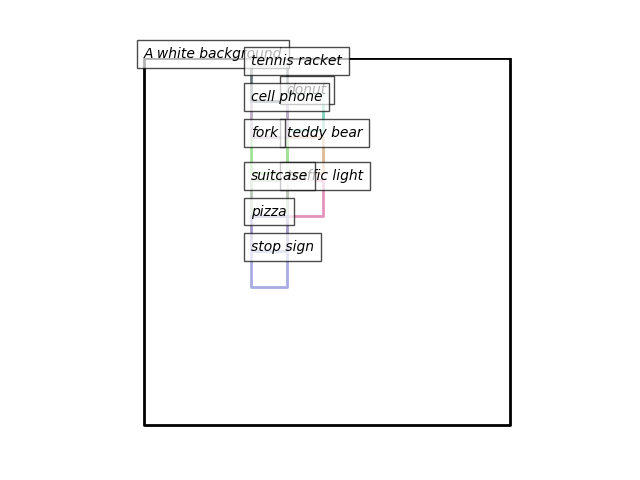 A white background
tennis racket
donut
cell phone
fork
teddy bear
suitcase
traffic light
pizza
stop sign